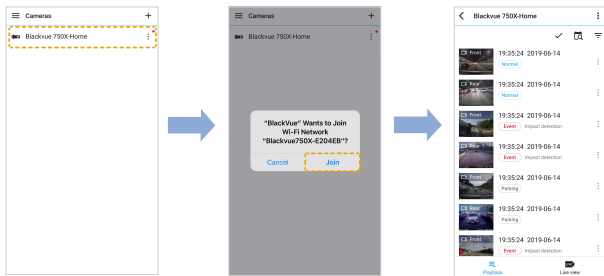 Cameras
Blackvue 750X-Home
Cameras
Blackvue 750X-Home
"BlackVue" Wants to Join
Wi-Fi Network
"Blackvue750X-E204EB"?
Cancel
Join
Blackvue 750X-Home
Front
19:35:24 2019-06-14
Normal
Rear
19:35:24 2019-06-14
Normal
Front
19:35:24 2019-06-14
Event Impact detection
Rear
19:35:24 2019-06-14
Event Impact detection
Front
19:35:24 2019-06-14
Parking
Rear
19:35:24 2019-06-14
Parking
Front
19:35:24 2019-06-14
Event Impact detection
Playback
LIVE
Live view